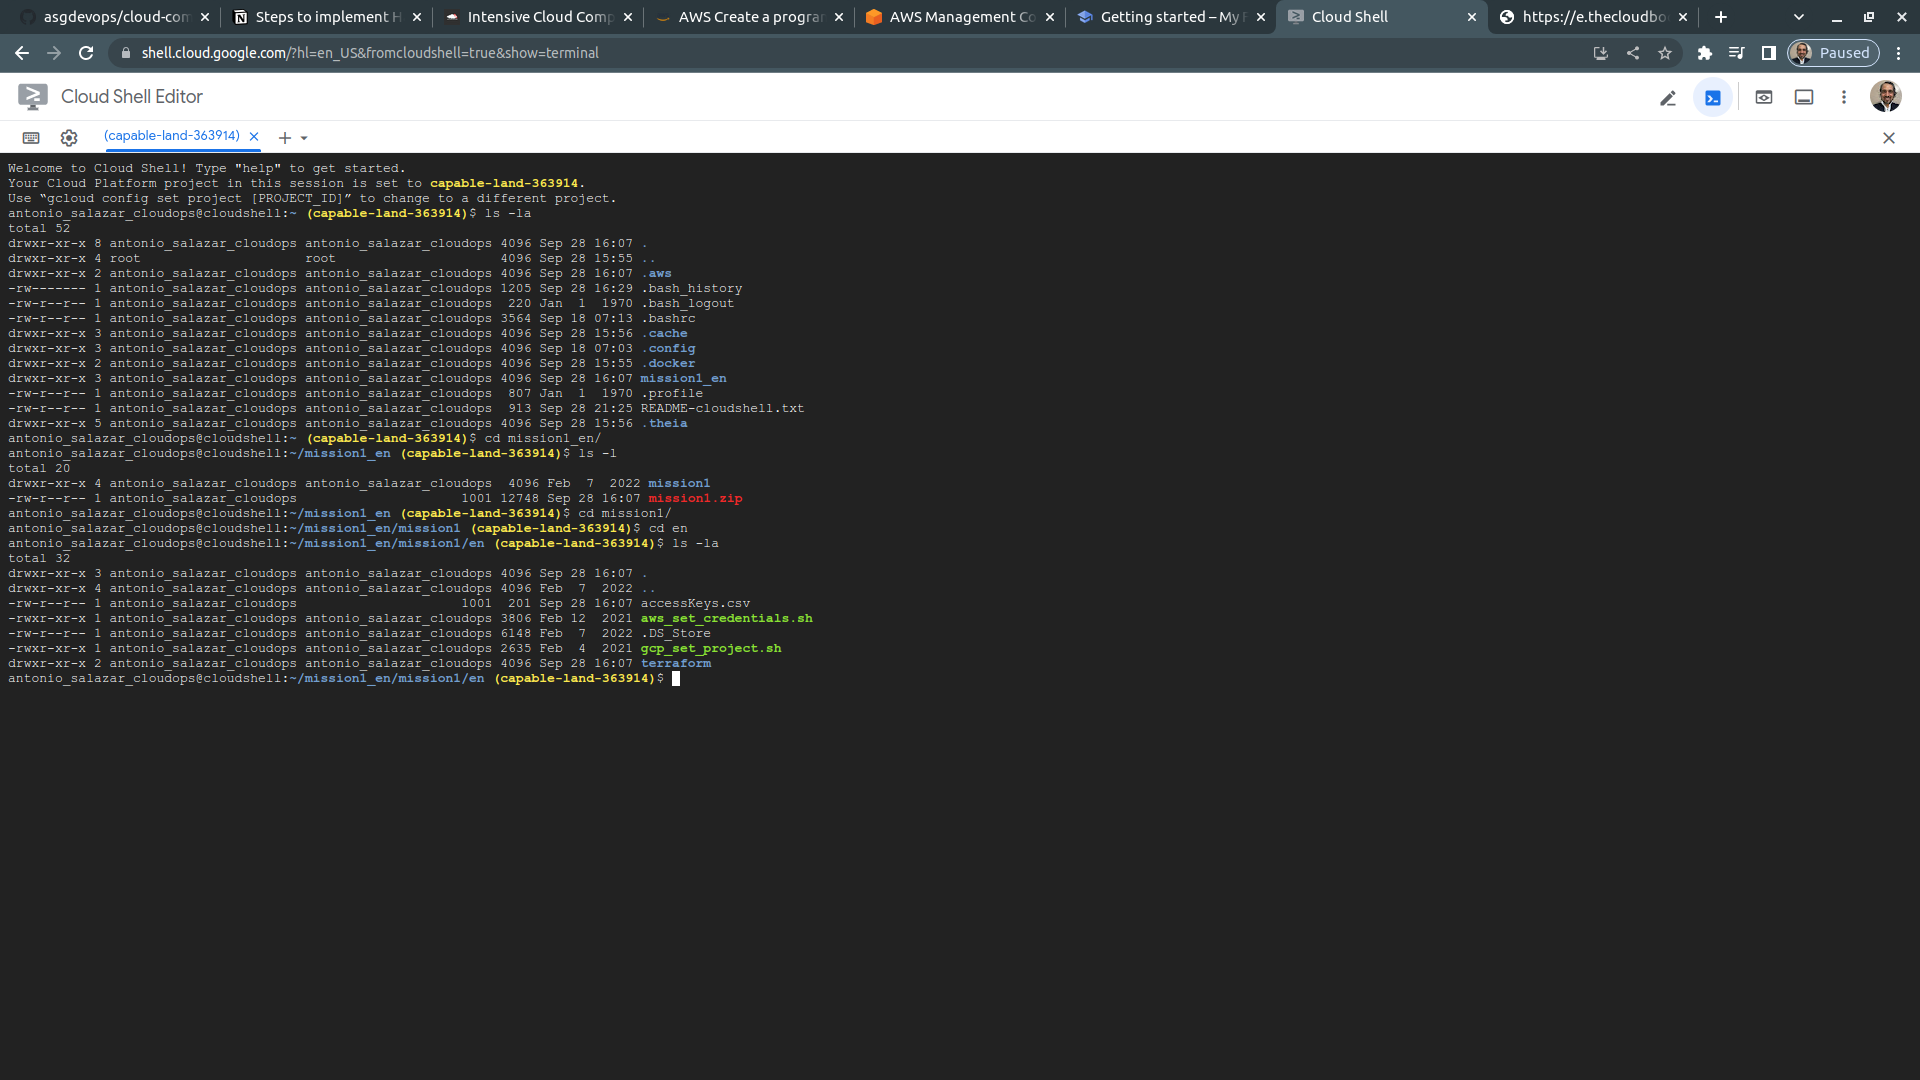 asgdevops/cloud-com
Steps to implement H
Intensive Cloud Comp
AWS Create a program
AWS Management Co
Getting started – My F
Cloud Shell
https://e.thecloudbo
shell.cloud.google.com/?hl=en_US&fromcloudshell=true&show=terminal
Paused
Cloud Shell Editor
(capable-land-363914)
Welcome to Cloud Shell! Type "help" to get started.
Your Cloud Platform project in this session is set to capable-land-363914.
Use “gcloud config set project [PROJECT_ID]” to change to a different project.
antonio_salazar_cloudops@cloudshell:~ (capable-land-363914)$ ls -la
total 52
drwxr-xr-x 8 antonio_salazar_cloudops antonio_salazar_cloudops 4096 Sep 28 16:07 .
drwxr-xr-x 4 root                     root                     4096 Sep 28 15:55 ..
drwxr-xr-x 2 antonio_salazar_cloudops antonio_salazar_cloudops 4096 Sep 28 16:07 .aws
-rw------- 1 antonio_salazar_cloudops antonio_salazar_cloudops 1205 Sep 28 16:29 .bash_history
-rw-r--r-- 1 antonio_salazar_cloudops antonio_salazar_cloudops  220 Jan  1  1970 .bash_logout
-rw-r--r-- 1 antonio_salazar_cloudops antonio_salazar_cloudops 3564 Sep 18 07:13 .bashrc
drwxr-xr-x 3 antonio_salazar_cloudops antonio_salazar_cloudops 4096 Sep 28 15:56 .cache
drwxr-xr-x 3 antonio_salazar_cloudops antonio_salazar_cloudops 4096 Sep 18 07:03 .config
drwxr-xr-x 2 antonio_salazar_cloudops antonio_salazar_cloudops 4096 Sep 28 15:55 .docker
drwxr-xr-x 3 antonio_salazar_cloudops antonio_salazar_cloudops 4096 Sep 28 16:07 mission1_en
-rw-r--r-- 1 antonio_salazar_cloudops antonio_salazar_cloudops  807 Jan  1  1970 .profile
-rw-r--r-- 1 antonio_salazar_cloudops antonio_salazar_cloudops  913 Sep 28 21:25 README-cloudshell.txt
drwxr-xr-x 5 antonio_salazar_cloudops antonio_salazar_cloudops 4096 Sep 28 15:56 .theia
antonio_salazar_cloudops@cloudshell:~ (capable-land-363914)$ cd mission1_en/
antonio_salazar_cloudops@cloudshell:~/mission1_en (capable-land-363914)$ ls -l
total 20
drwxr-xr-x 4 antonio_salazar_cloudops antonio_salazar_cloudops  4096 Feb  7  2022 mission1
-rw-r--r-- 1 antonio_salazar_cloudops                     1001 12748 Sep 28 16:07 mission1.zip
antonio_salazar_cloudops@cloudshell:~/mission1_en (capable-land-363914)$ cd mission1/
antonio_salazar_cloudops@cloudshell:~/mission1_en/mission1 (capable-land-363914)$ cd en
antonio_salazar_cloudops@cloudshell:~/mission1_en/mission1/en (capable-land-363914)$ ls -la
total 32
drwxr-xr-x 3 antonio_salazar_cloudops antonio_salazar_cloudops 4096 Sep 28 16:07 .
drwxr-xr-x 4 antonio_salazar_cloudops antonio_salazar_cloudops 4096 Feb  7  2022 ..
-rw-r--r-- 1 antonio_salazar_cloudops                     1001  201 Sep 28 16:07 accessKeys.csv
-rwxr-xr-x 1 antonio_salazar_cloudops antonio_salazar_cloudops 3806 Feb 12  2021 aws_set_credentials.sh
-rw-r--r-- 1 antonio_salazar_cloudops antonio_salazar_cloudops 6148 Feb  7  2022 .DS_Store
-rwxr-xr-x 1 antonio_salazar_cloudops antonio_salazar_cloudops 2635 Feb  4  2021 gcp_set_project.sh
drwxr-xr-x 2 antonio_salazar_cloudops antonio_salazar_cloudops 4096 Sep 28 16:07 terraform
antonio_salazar_cloudops@cloudshell:~/mission1_en/mission1/en (capable-land-363914)$